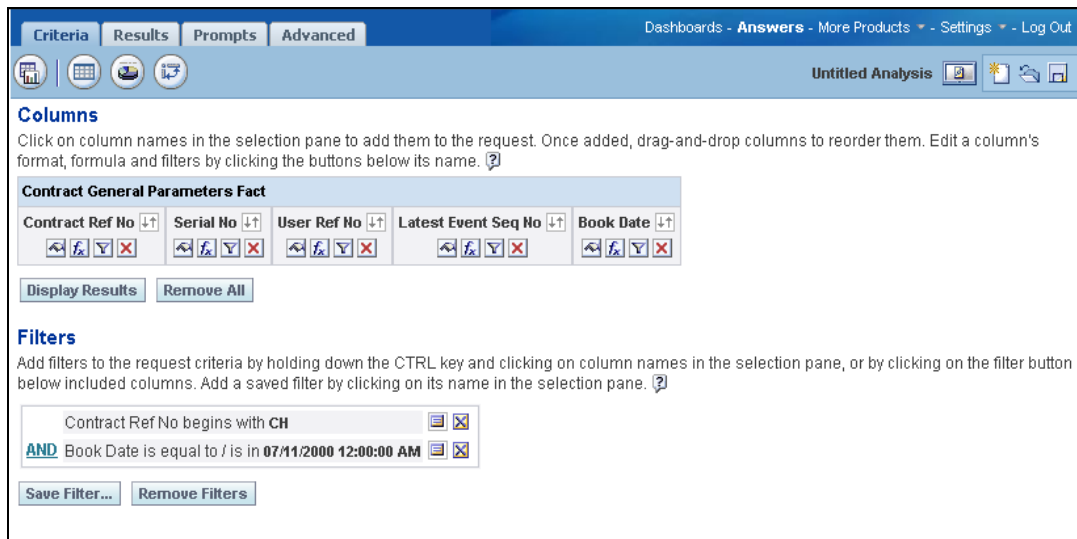 Criteria Results Prompts Advanced Dashboards - Answers - More Products - Settings - Log Out
Untitled Analysis
Columns
Click on column names in the selection pane to add them to the request. Once added, drag-and-drop columns to reorder them. Edit a column's
format, formula and filters by clicking the buttons below its name. ?
Contract General Parameters Fact
Contract Ref No Serial No User Ref No Latest Event Seq No Book Date
fx fx fx fx fx
Display Results Remove All
Filters
Add filters to the request criteria by holding down the CTRL key and clicking on column names in the selection pane, or by clicking on the filter button
below included columns. Add a saved filter by clicking on its name in the selection pane. ?
Contract Ref No begins with CH
AND Book Date is equal to / is in 07/11/2000 12:00:00 AM
Save Filter... Remove Filters